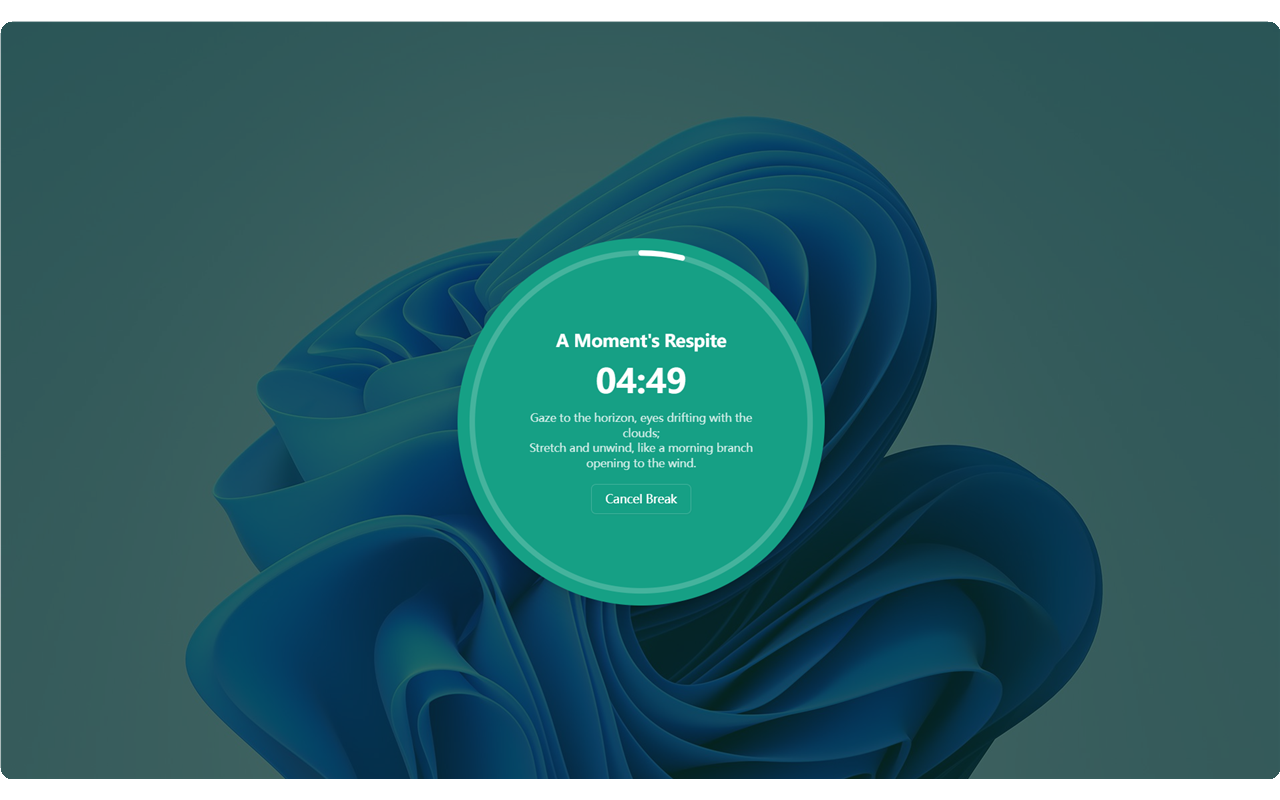 A Moment's Respite
04:49
Gaze to the horizon, eyes drifting with the
clouds;
Stretch and unwind, like a morning branch
opening to the wind.
Cancel Break